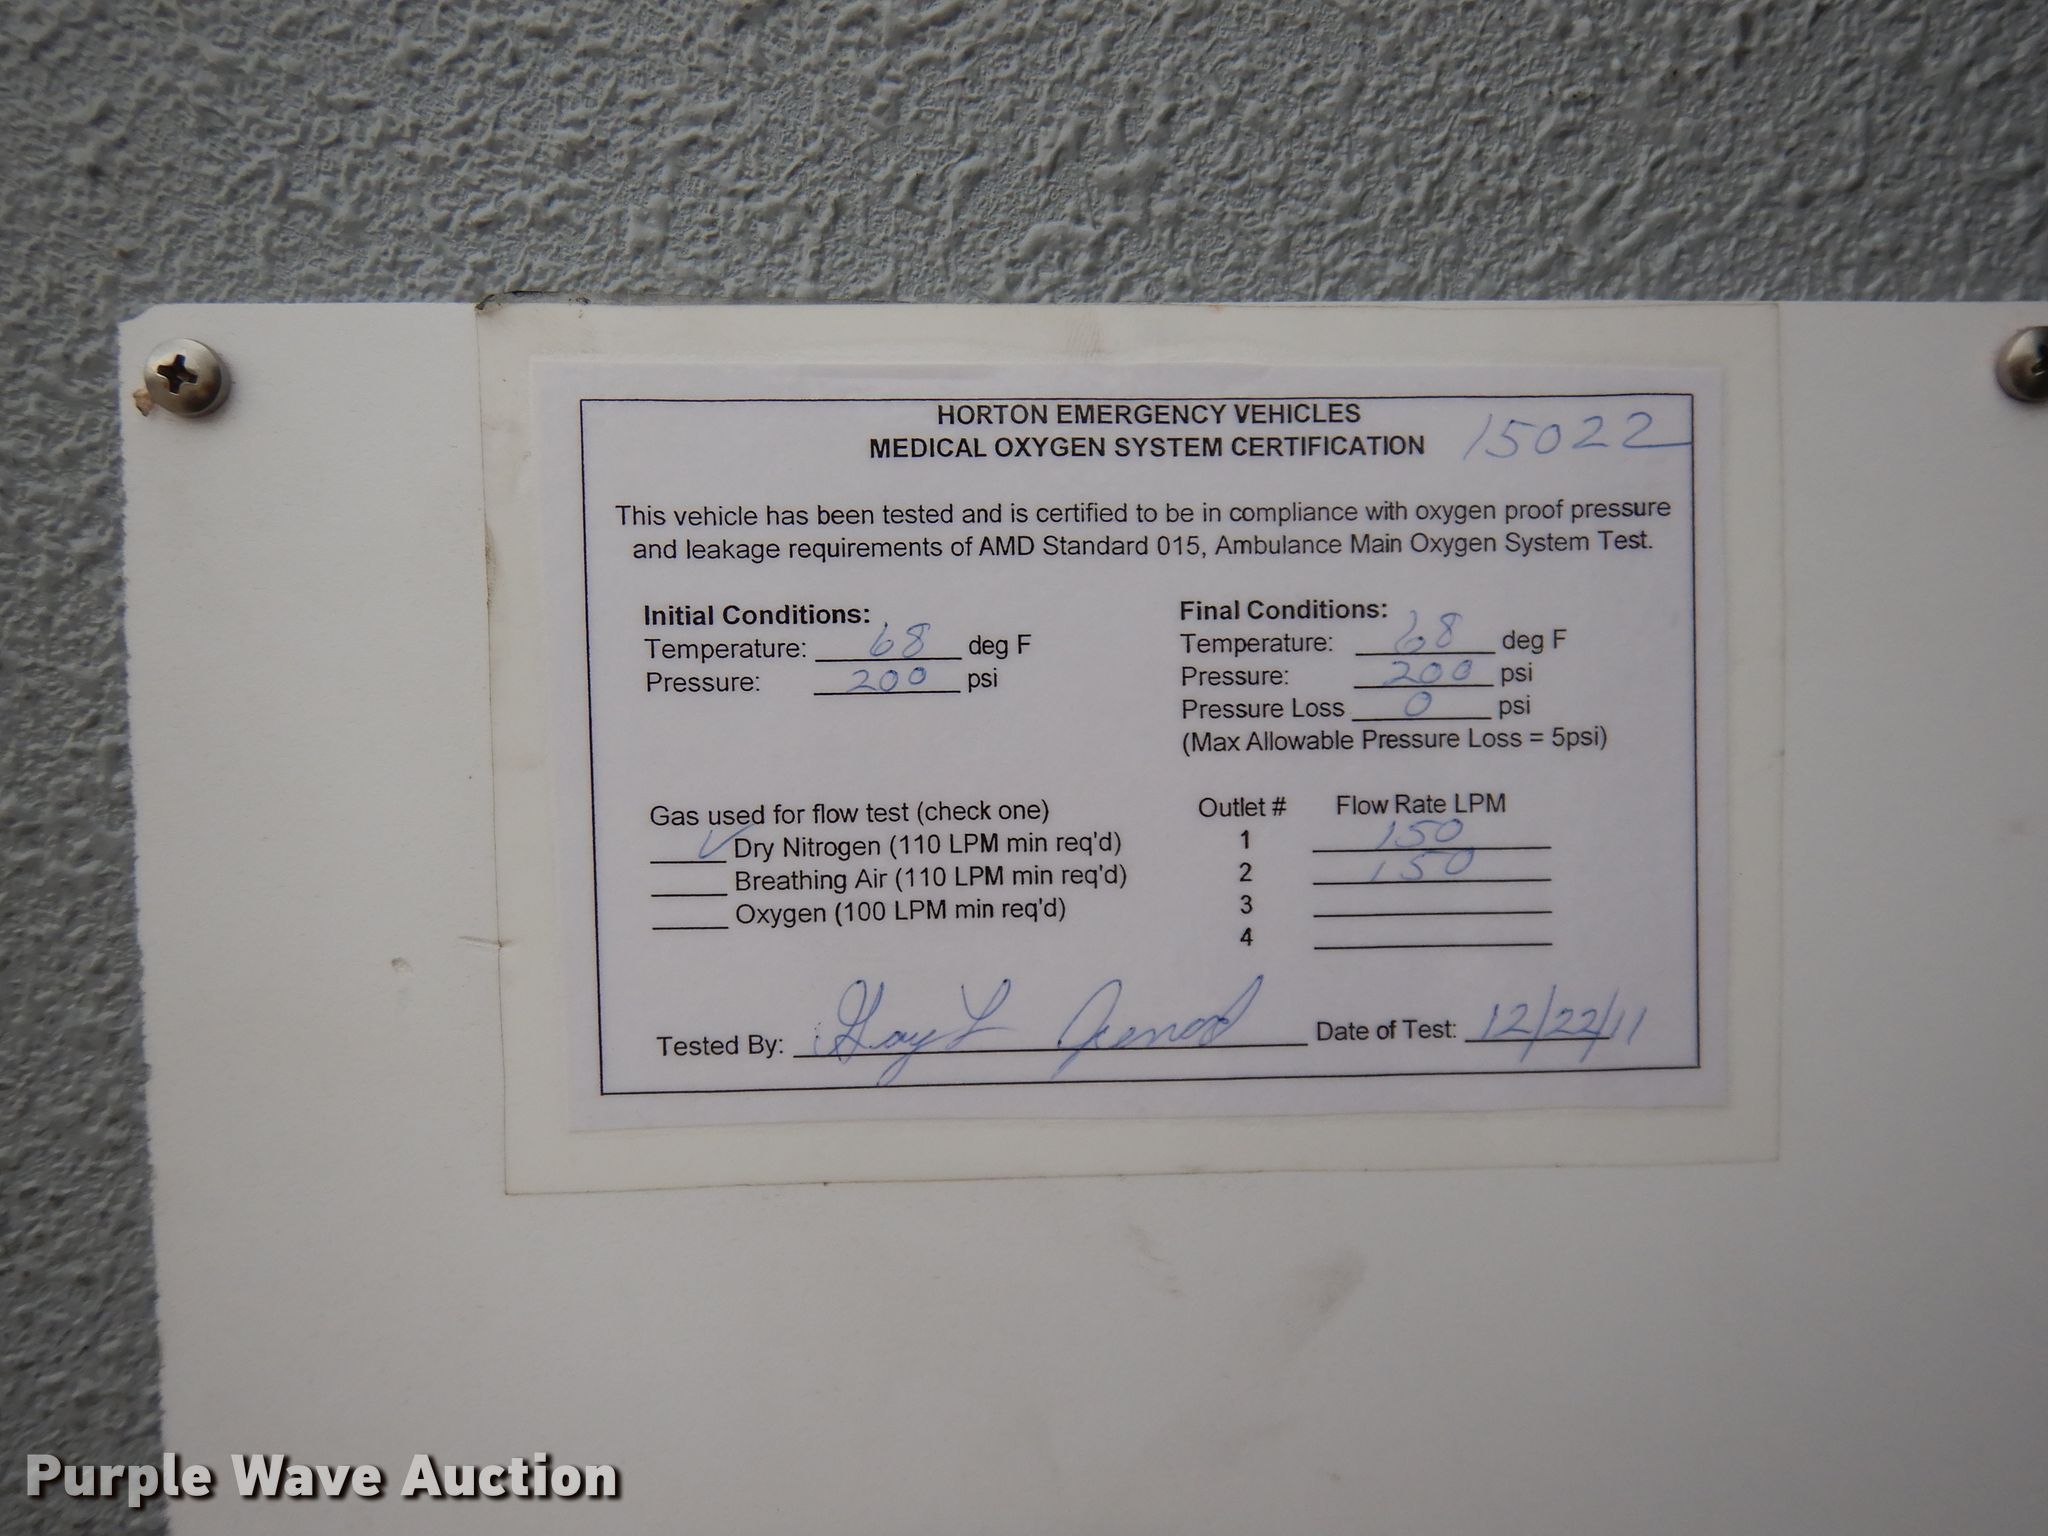 HORTON EMERGENCY VEHICLES
MEDICAL OXYGEN SYSTEM CERTIFICATION 15022
This vehicle has been tested and is certified to be in compliance with oxygen proof pressure
and leakage requirements of AMD Standard 015, Ambulance Main Oxygen System Test.
Initial Conditions:
Temperature: 68 deg F
Pressure: 200 psi
Final Conditions:
Temperature: 68 deg F
Pressure: 200 psi
Pressure Loss 0 psi
(Max Allowable Pressure Loss = 5psi)
Gas used for flow test (check one)
✓ Dry Nitrogen (110 LPM min req'd)
Breathing Air (110 LPM min req'd)
Oxygen (100 LPM min req'd)
Outlet # Flow Rate LPM
1 150
2 150
3
4
Tested By:
Date of Test: 12/22/11
Purple Wave Auction